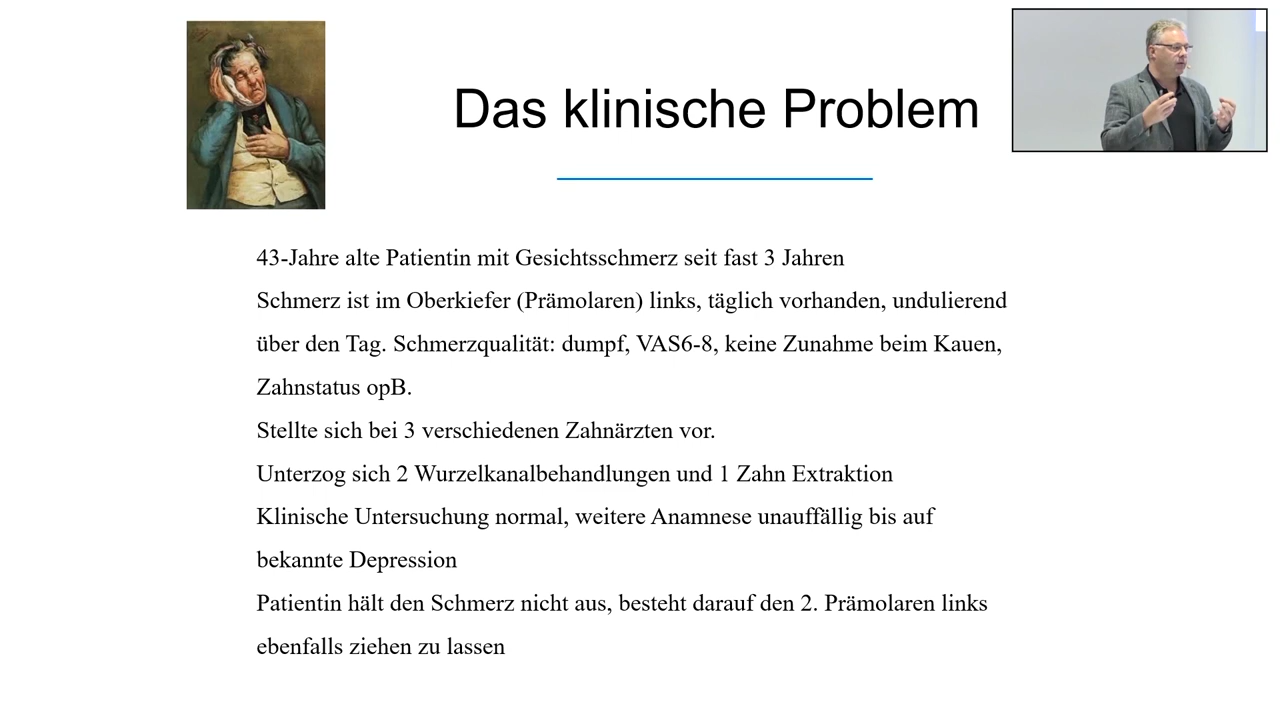 Das klinische Problem
43-Jahre alte Patientin mit Gesichtsschmerz seit fast 3 Jahren
Schmerz ist im Oberkiefer (Prämolaren) links, täglich vorhanden, undulierend
über den Tag. Schmerzqualität: dumpf, VAS6-8, keine Zunahme beim Kauen,
Zahnstatus opB.
Stellte sich bei 3 verschiedenen Zahnärzten vor.
Unterzog sich 2 Wurzelkanalbehandlungen und 1 Zahn Extraktion
Klinische Untersuchung normal, weitere Anamnese unauffällig bis auf
bekannte Depression
Patientin hält den Schmerz nicht aus, besteht darauf den 2. Prämolaren links
ebenfalls ziehen zu lassen